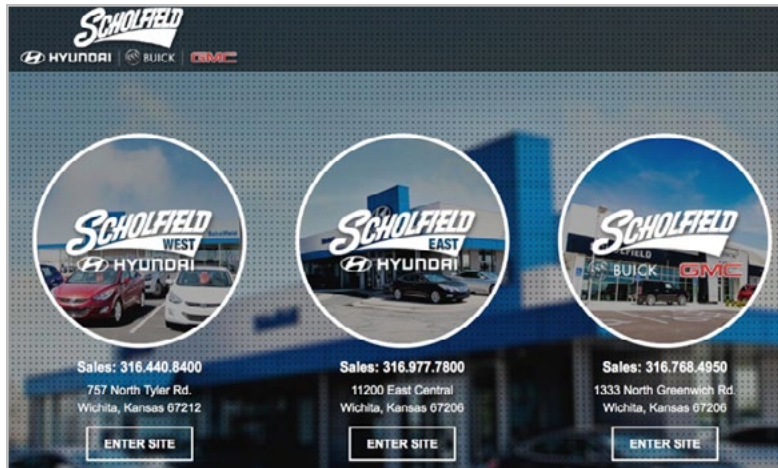 SCHOLFIELD
HYUNDAI | BUICK | GMC
SCHOLFIELD
WEST
HYUNDAI
Sales: 316.440.8400
757 North Tyler Rd.
Wichita, Kansas 67212
ENTER SITE
SCHOLFIELD
EAST
HYUNDAI
Sales: 316.977.7800
11200 East Central
Wichita, Kansas 67206
ENTER SITE
SCHOLFIELD
BUICK GMC
Sales: 316.768.4950
1333 North Greenwich Rd.
Wichita, Kansas 67206
ENTER SITE